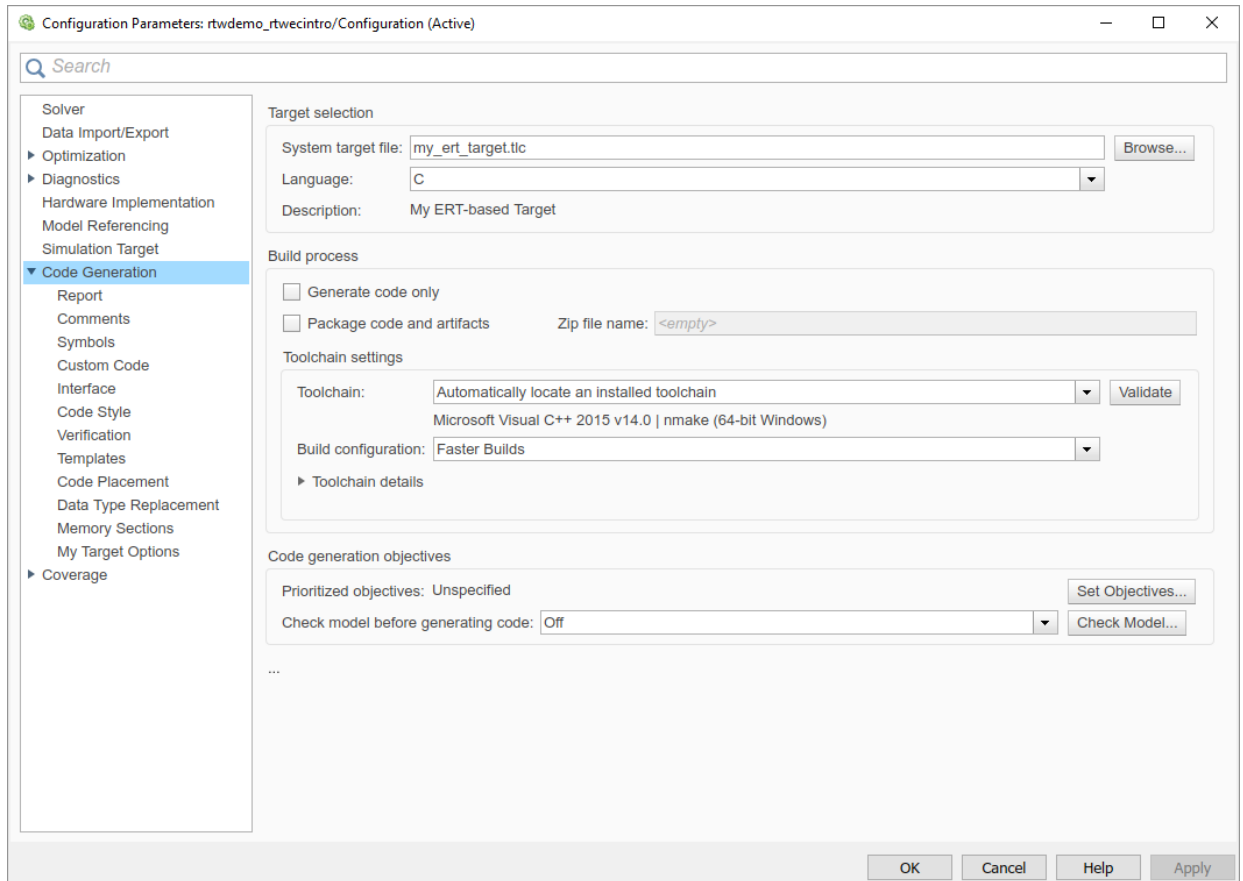 Configuration Parameters: rtwdemo_rtwecintro/Configuration (Active)
Search
Solver
Data Import/Export
Optimization
Diagnostics
Hardware Implementation
Model Referencing
Simulation Target
Code Generation
Report
Comments
Symbols
Custom Code
Interface
Code Style
Verification
Templates
Code Placement
Data Type Replacement
Memory Sections
My Target Options
Coverage
Target selection
System target file: my_ert_target.tlc Browse...
Language: C
Description: My ERT-based Target
Build process
Generate code only
Package code and artifacts Zip file name: <empty>
Toolchain settings
Toolchain: Automatically locate an installed toolchain Validate
Microsoft Visual C++ 2015 v14.0 | nmake (64-bit Windows)
Build configuration: Faster Builds
Toolchain details
Code generation objectives
Prioritized objectives: Unspecified Set Objectives...
Check model before generating code: Off Check Model...
...
OK Cancel Help Apply